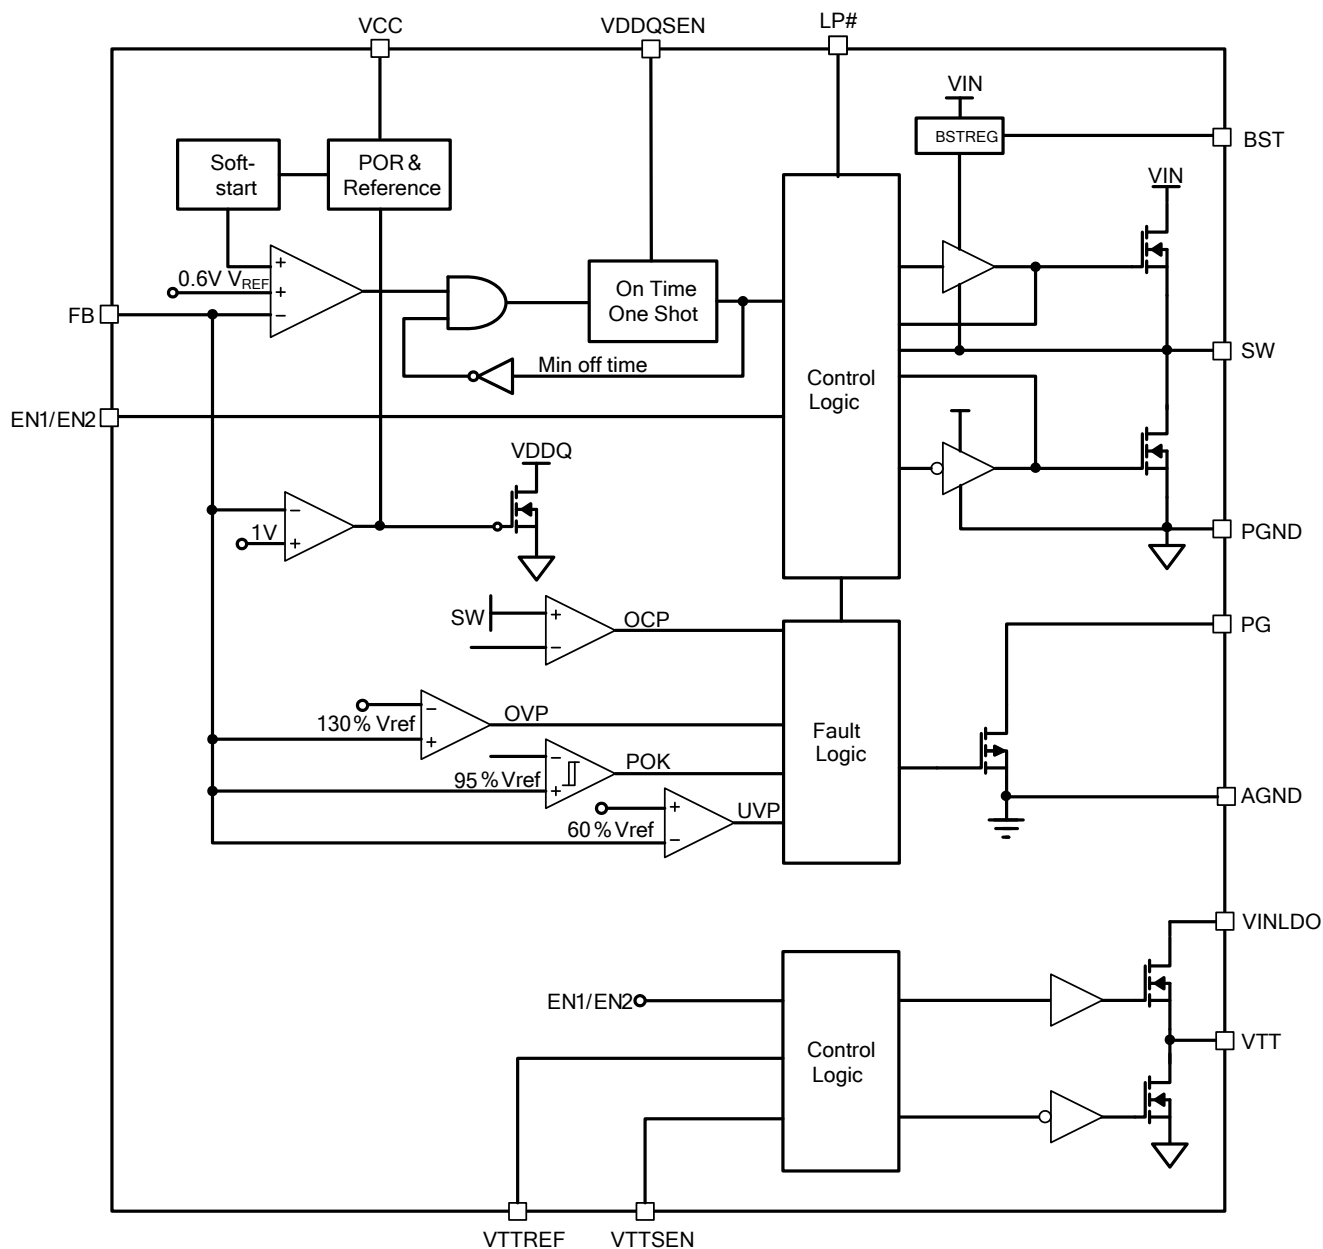 VCC
VDDQSEN
LP#
VIN
BSTREG
BST
Soft-
start
POR &
Reference
VIN
0.6V VREF
+
+
−
FB
On Time
One Shot
Min off time
Control
Logic
SW
EN1/EN2
VDDQ
−
1V
+
PGND
SW
+
−
OCP
PG
130% Vref
−
+
OVP
Fault
Logic
95% Vref
−
+
POK
AGND
60% Vref
+
−
UVP
VINLDO
EN1/EN2
Control
Logic
VTT
VTTREF
VTTSEN